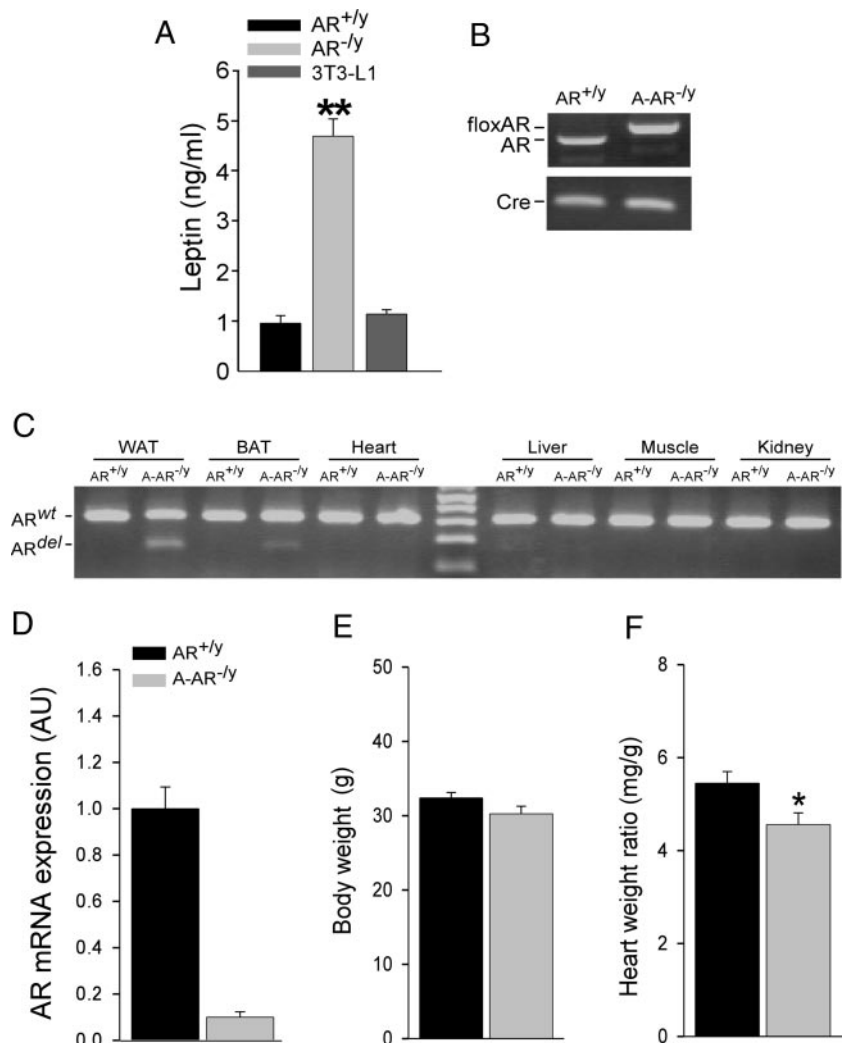 A
AR+/y
AR-/y
3T3-L1
Leptin (ng/ml)
6
5
4
3
2
1
0
**
B
AR+/y A-AR-/y
floxAR
AR
Cre
C
WAT BAT Heart Liver Muscle Kidney
AR+/y A-AR-/y AR+/y A-AR-/y AR+/y A-AR-/y AR+/y A-AR-/y AR+/y A-AR-/y AR+/y A-AR-/y
ARwt
ARdel
D
AR+/y
A-AR-/y
AR mRNA expression (AU)
1.6
1.4
1.2
1.0
0.8
0.6
0.4
0.2
0.0
E
Body weight (g)
50
40
30
20
10
0
F
Heart weight ratio (mg/g)
8
6
4
2
0
*